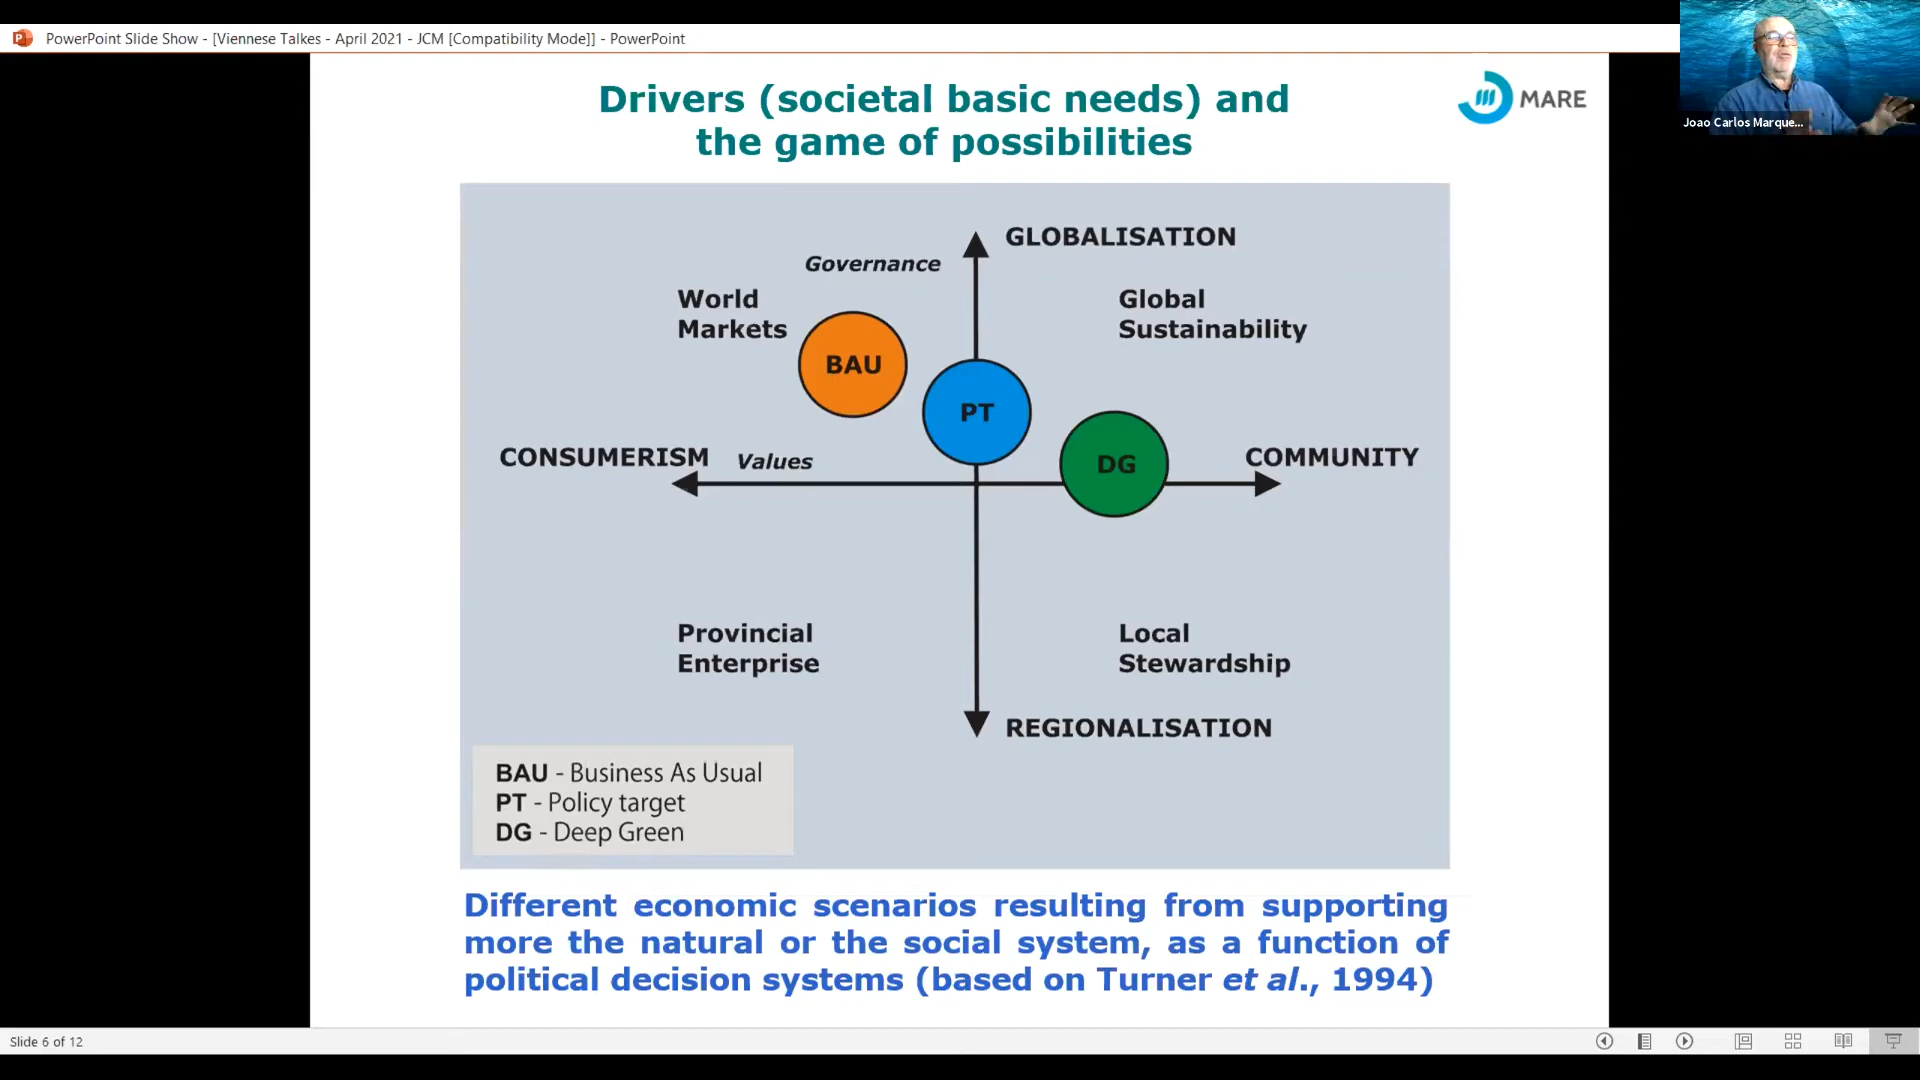 PowerPoint Slide Show - [Viennese Talkes - April 2021 - JCM [Compatibility Mode]] - PowerPoint
Joao Carlos Marque...
Drivers (societal basic needs) and
the game of possibilities
MARE
GLOBALISATION
Governance
World
Markets
Global
Sustainability
BAU
PT
DG
CONSUMERISM
Values
COMMUNITY
Provincial
Enterprise
Local
Stewardship
REGIONALISATION
BAU - Business As Usual
PT - Policy target
DG - Deep Green
Different economic scenarios resulting from supporting
more the natural or the social system, as a function of
political decision systems (based on Turner et al., 1994)
Slide 6 of 12